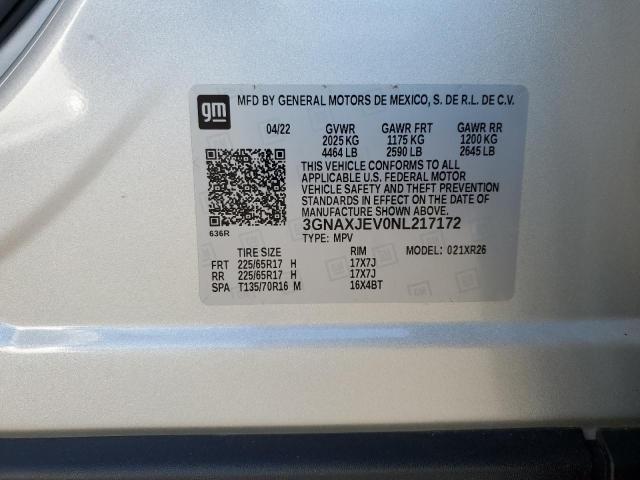 gm MFD BY GENERAL MOTORS DE MEXICO, S. DE R.L. DE C.V.
04/22 GVWR GAWR FRT GAWR RR
2025 KG 1175 KG 1200 KG
4464 LB 2590 LB 2645 LB
THIS VEHICLE CONFORMS TO ALL
APPLICABLE U.S. FEDERAL MOTOR
VEHICLE SAFETY AND THEFT PREVENTION
STANDARDS IN EFFECT ON THE DATE OF
MANUFACTURE SHOWN ABOVE.
3GNAXJEV0NL217172
636R TYPE: MPV
TIRE SIZE RIM MODEL: 021XR26
FRT 225/65R17 H 17X7J
RR 225/65R17 H 17X7J
SPA T135/70R16 M 16X4BT